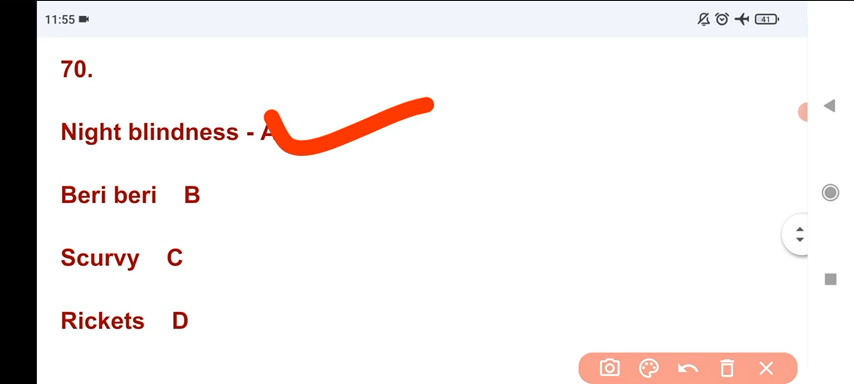 11:55
41
70.
Night blindness - A
Beri beri B
Scurvy C
Rickets D